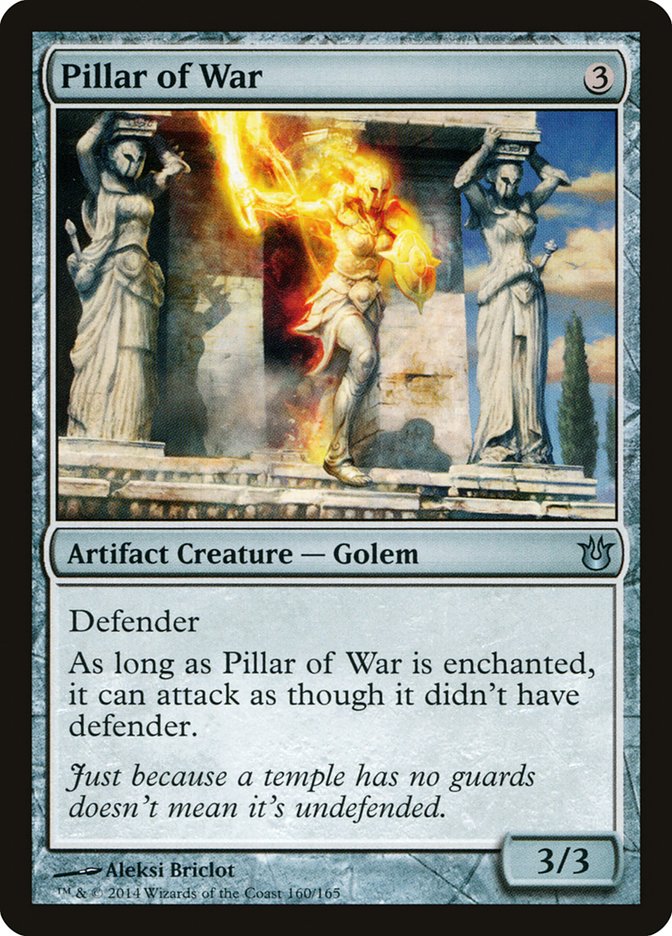 Pillar of War
3
Artifact Creature — Golem
Defender
As long as Pillar of War is enchanted,
it can attack as though it didn't have
defender.
Just because a temple has no guards
doesn't mean it's undefended.
3/3
Aleksi Briclot
™ & © 2014 Wizards of the Coast 160/165